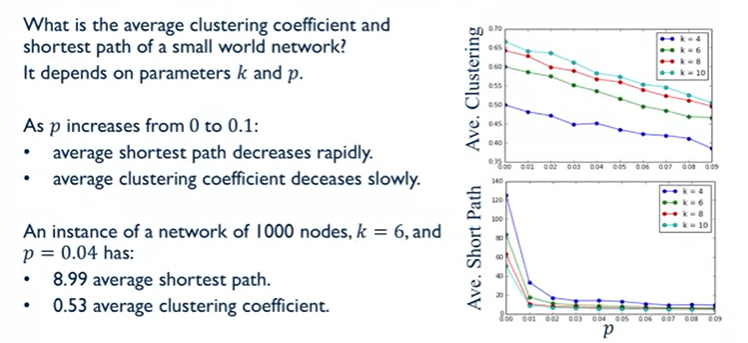 What is the average clustering coefficient and
shortest path of a small world network?
It depends on parameters k and p.
As p increases from 0 to 0.1:
• average shortest path decreases rapidly.
• average clustering coefficient deceases slowly.
An instance of a network of 1000 nodes, k = 6, and
p = 0.04 has:
• 8.99 average shortest path.
• 0.53 average clustering coefficient.
Ave. Clustering
0.70
0.65
0.60
0.55
0.50
0.45
0.40
0.35
k = 4
k = 6
k = 8
k = 10
0.00 0.01 0.02 0.03 0.04 0.05 0.06 0.07 0.08 0.09
Ave. Short Path
140
120
100
80
60
40
20
0
k = 4
k = 6
k = 8
k = 10
0.00 0.01 0.02 0.03 0.04 0.05 0.06 0.07 0.08 0.09
p